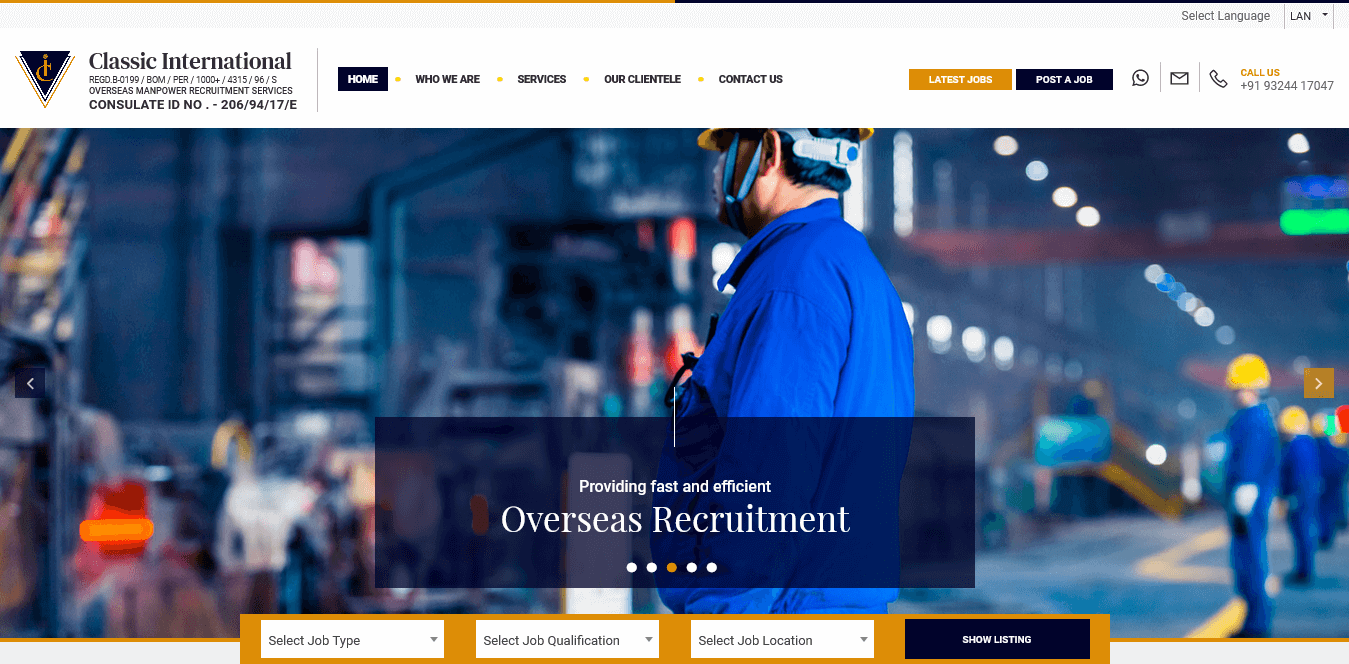 Select Language
LAN
Classic International
REGD.B-0199 / BOM / PER / 1000+ / 4315 / 96 / S
OVERSEAS MANPOWER RECRUITMENT SERVICES
CONSULATE ID NO . - 206/94/17/E
HOME
WHO WE ARE
SERVICES
OUR CLIENTELE
CONTACT US
LATEST JOBS
POST A JOB
CALL US
+91 93244 17047
Providing fast and efficient
Overseas Recruitment
Select Job Type
Select Job Qualification
Select Job Location
SHOW LISTING